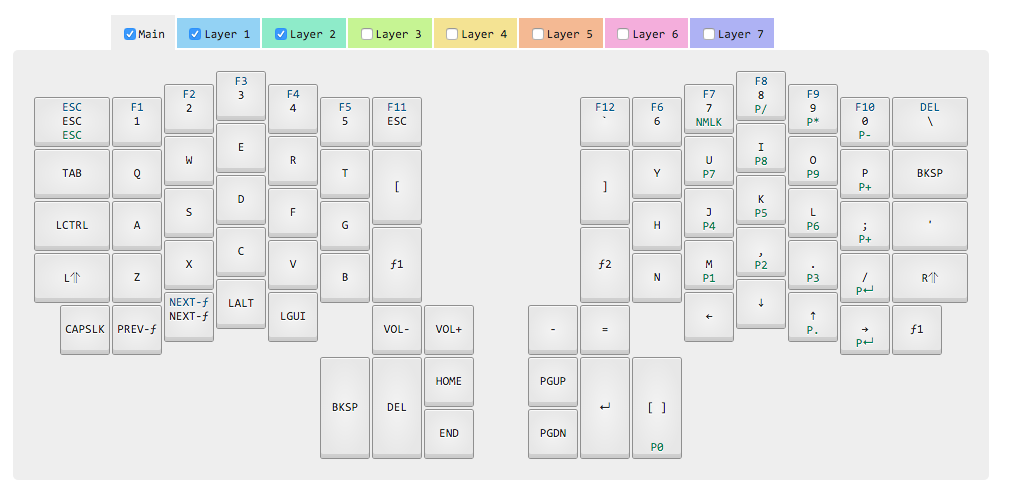 Main
Layer 1
Layer 2
Layer 3
Layer 4
Layer 5
Layer 6
Layer 7
ESC
ESC
ESC
F1
1
F2
2
F3
3
F4
4
F5
5
F11
ESC
TAB
Q
W
E
R
T
[
LCTRL
A
S
D
F
G
L⇑
Z
X
C
V
B
ƒ1
CAPSLK
PREV-ƒ
NEXT-ƒ
NEXT-ƒ
LALT
LGUI
VOL-
VOL+
BKSP
DEL
HOME
END
F12
`
F6
6
F7
7
NMLK
F8
8
P/
F9
9
P*
F10
0
P-
DEL
\
]
Y
U
P7
I
P8
O
P9
P
P+
BKSP
H
J
P4
K
P5
L
P6
;
P+
'
ƒ2
N
M
P1
,
P2
.
P3
/
P↵
R⇑
-
=
←
↓
↑
P.
→
P↵
ƒ1
PGUP
PGDN
↵
[ ]
P0